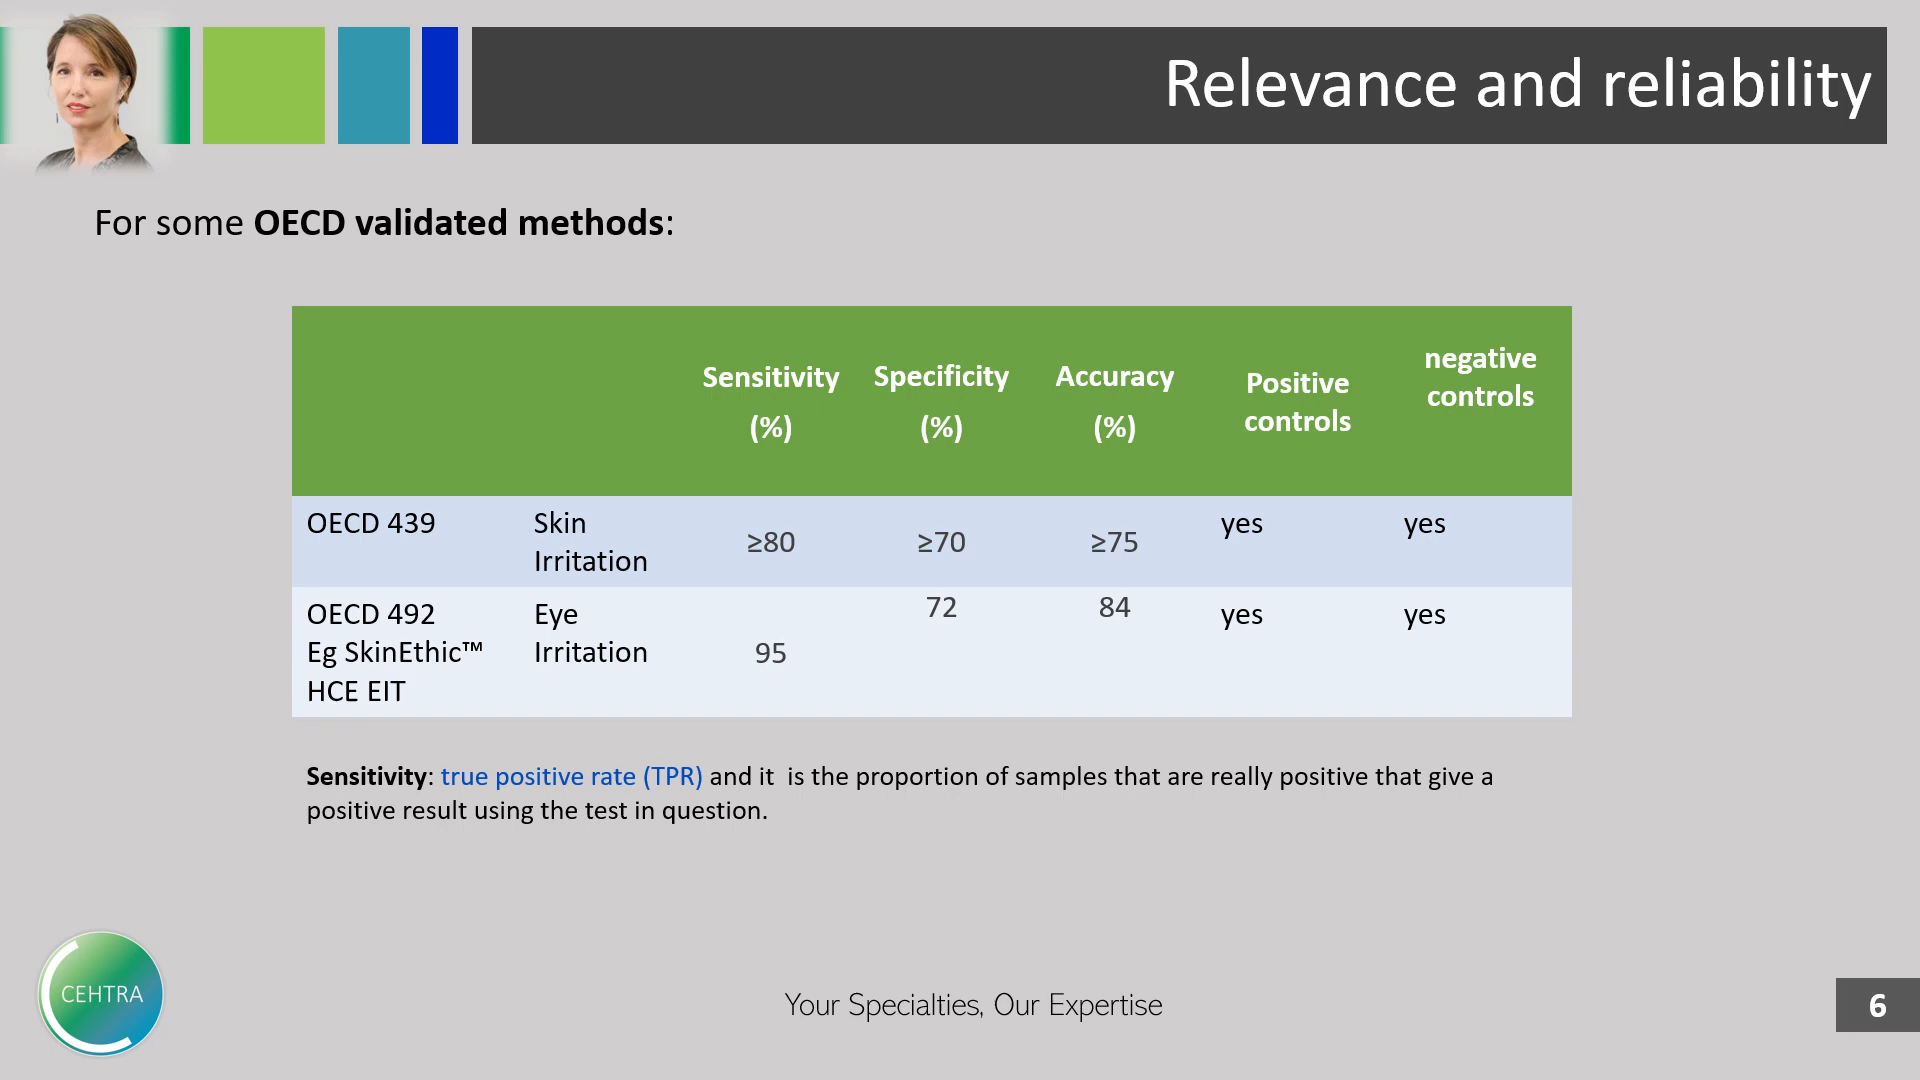 Relevance and reliability
For some OECD validated methods:
Sensitivity
(%)
Specificity
(%)
Accuracy
(%)
Positive
controls
negative
controls
OECD 439
Skin
Irritation
≥80
≥70
≥75
yes
yes
OECD 492
Eg SkinEthic™
HCE EIT
Eye
Irritation
95
72
84
yes
yes
Sensitivity: true positive rate (TPR) and it is the proportion of samples that are really positive that give a
positive result using the test in question.
CEHTRA
Your Specialties, Our Expertise
6